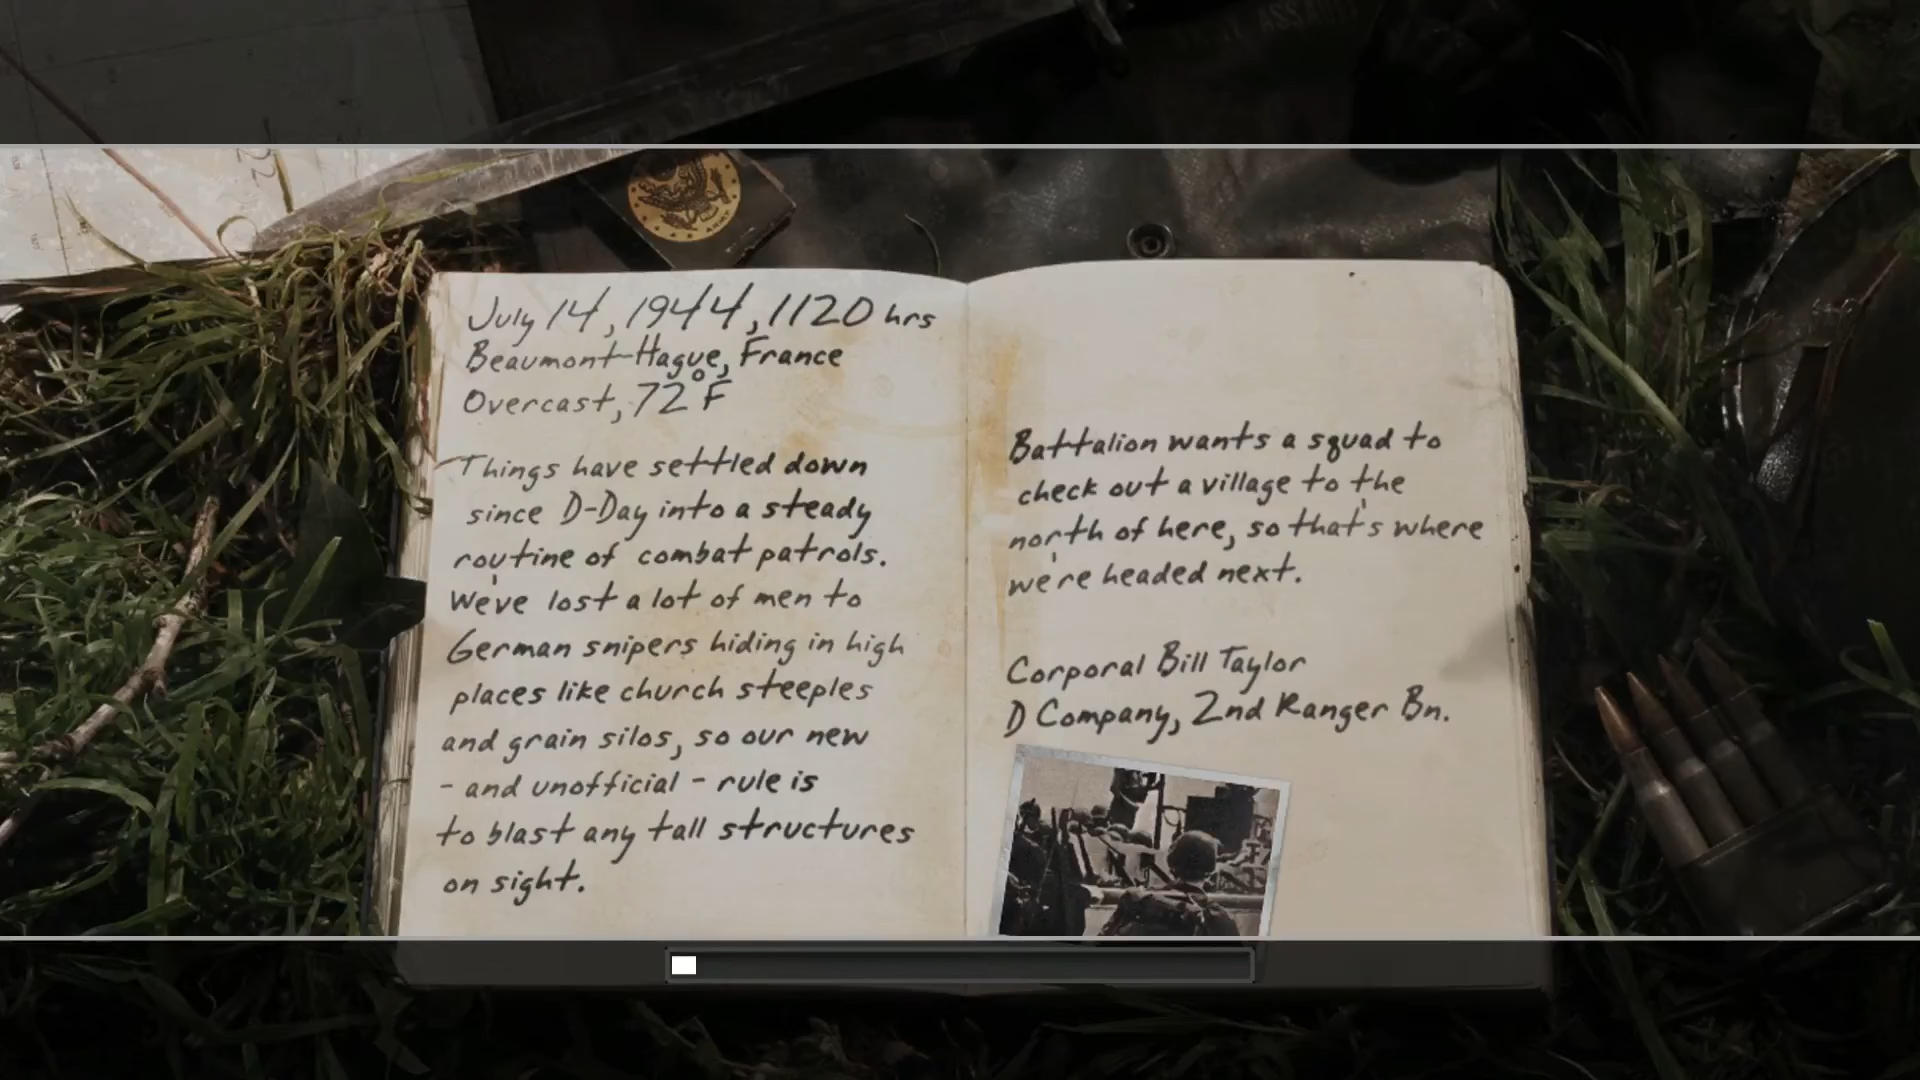 July 14, 1944, 1120 hrs
Beaumont-Hague, France
Overcast, 72°F
Things have settled down
since D-Day into a steady
routine of combat patrols.
We've lost a lot of men to
German snipers hiding in high
places like church steeples
and grain silos, so our new
- and unofficial - rule is
to blast any tall structures
on sight.
Battalion wants a squad to
check out a village to the
north of here, so that's where
we're headed next.
Corporal Bill Taylor
D Company, 2nd Ranger Bn.
ARMY
ASSAULT